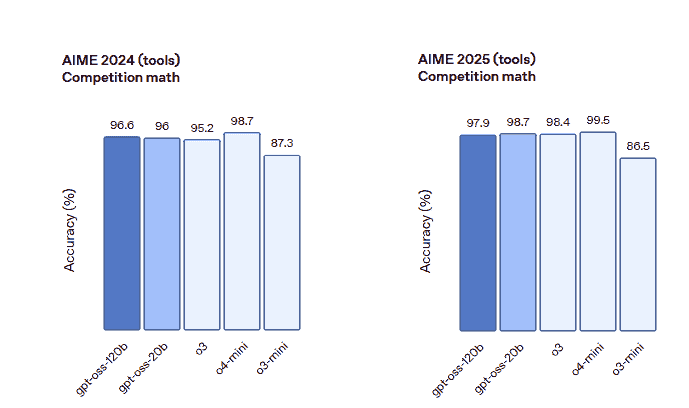 AIME 2024 (tools)
Competition math
96.6
96
95.2
98.7
87.3
Accuracy (%)
gpt-oss-120b
gpt-oss-20b
o3
o4-mini
o3-mini
AIME 2025 (tools)
Competition math
97.9
98.7
98.4
99.5
86.5
Accuracy (%)
gpt-oss-120b
gpt-oss-20b
o3
o4-mini
o3-mini